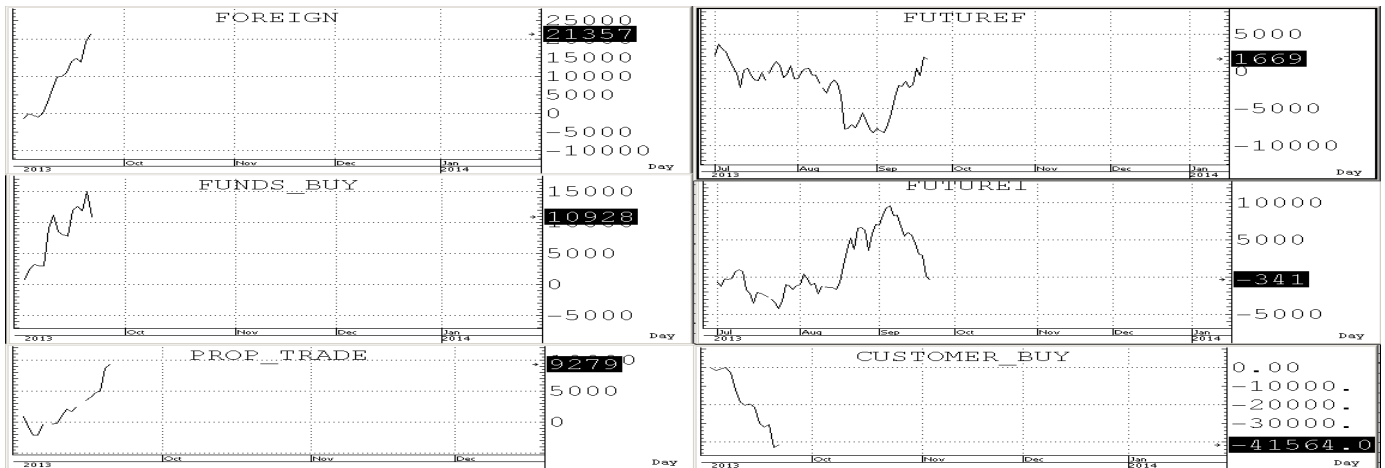 FOREIGN
25000
21357
15000
10000
5000
0
-5000
-10000
Oct
Nov
Dec
Jan
2013
2014
Day
FUTUREF
5000
1669
0
-5000
-10000
Jul
Aug
Sep
Oct
Nov
Dec
2013
2014
Day
FUNDS_BUY
15000
10928
5000
0
-5000
Oct
Nov
Dec
Jan
2013
2014
Day
FUTURE1
10000
5000
-341
-5000
Jul
Aug
Sep
Oct
Nov
Dec
2013
2014
Day
PROP_TRADE
9279
5000
0
Oct
Nov
Dec
2013
Day
CUSTOMER_BUY
0.00
-10000.
-20000.
-30000.
-41564.0
Oct
Nov
Dec
Jan
2013
2014
Day